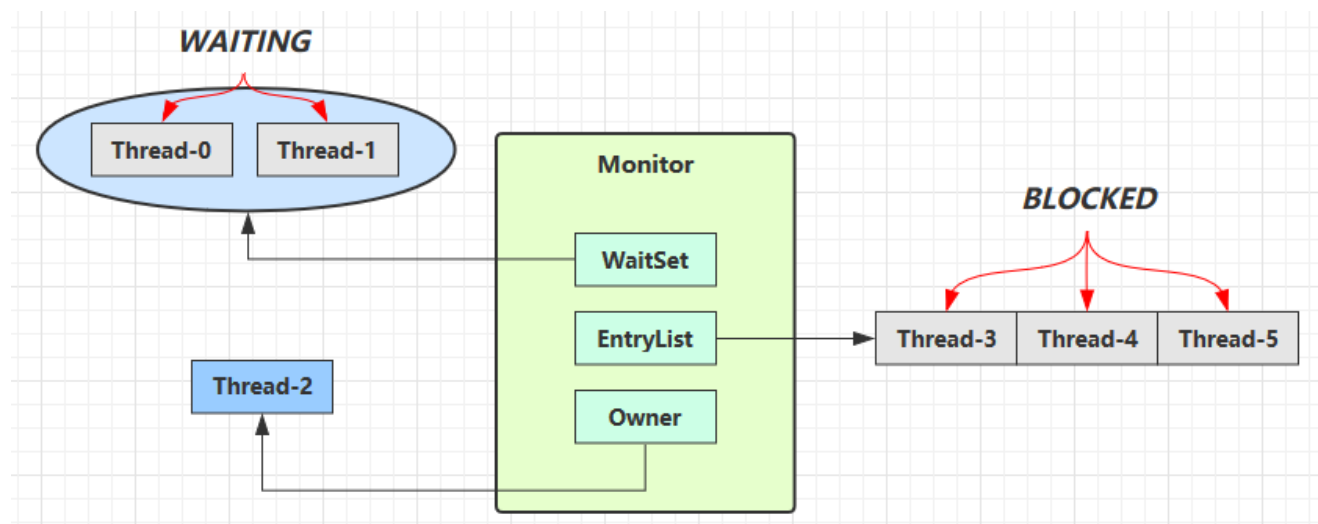 WAITING
Thread-0
Thread-1
Monitor
WaitSet
EntryList
Owner
Thread-2
BLOCKED
Thread-3
Thread-4
Thread-5